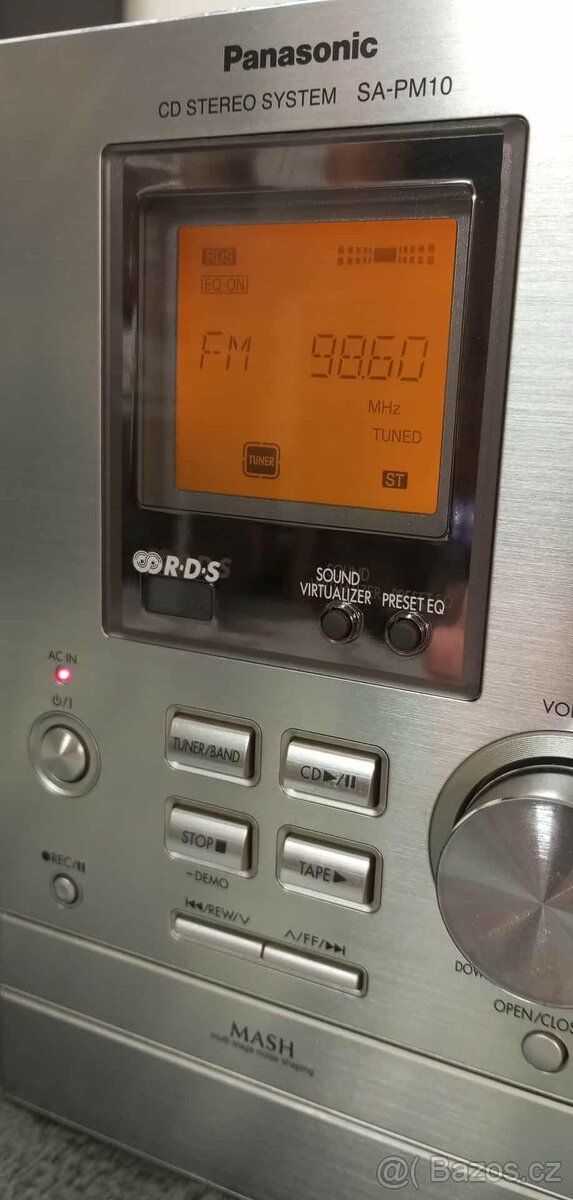 Panasonic
CD STEREO SYSTEM SA-PM10
RDS
EQ-ON
FM 98.60
MHz
TUNED
TUNER
ST
R·D·S
SOUND
VIRTUALIZER
PRESET EQ
AC IN
⏻/I
VOL
TUNER/BAND
CD▶/❙❙
STOP■
TAPE▶
–DEMO
●REC/❙❙
⏮/REW/∨
∧/FF/⏭
DOW
OPEN/CLOS
MASH
multi stage noise shaping
@( Bazos.cz